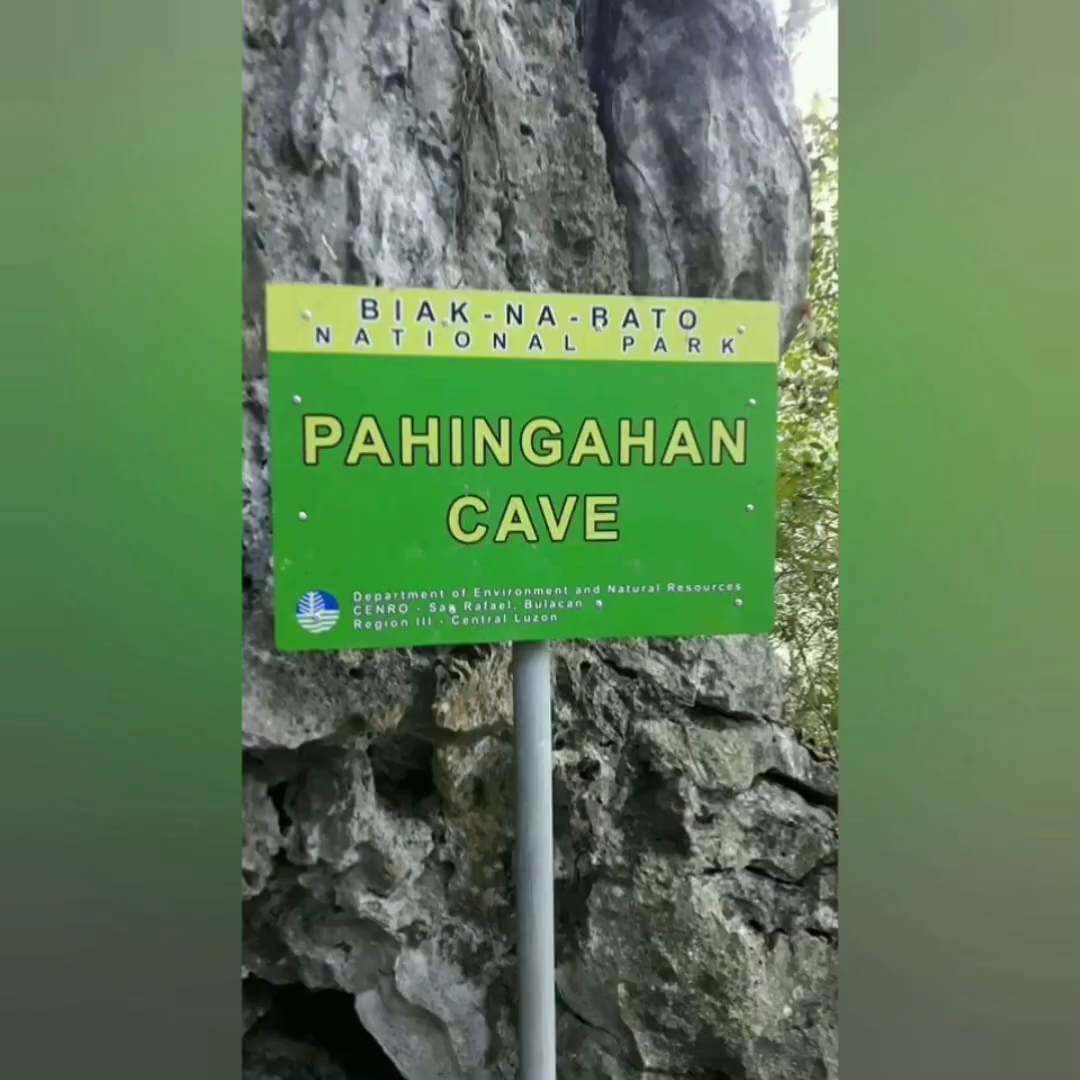 BIAK-NA-BATO
NATIONAL PARK
PAHINGAHAN
CAVE
Department of Environment and Natural Resources
CENRO - San Rafael, Bulacan
Region III - Central Luzon